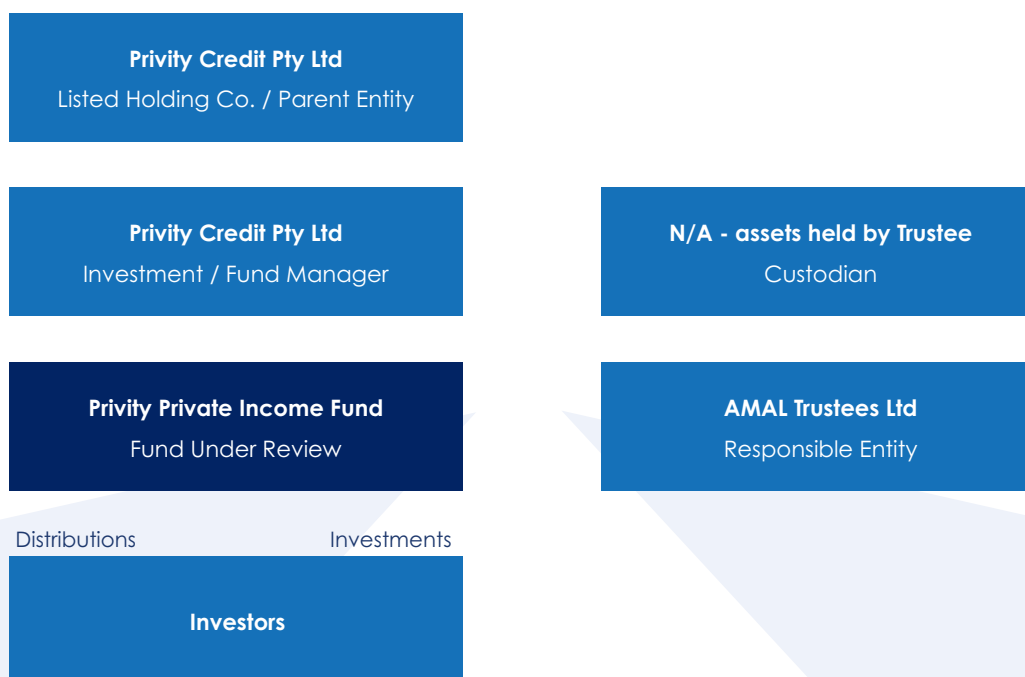 Privity Credit Pty Ltd
Listed Holding Co. / Parent Entity
Privity Credit Pty Ltd
Investment / Fund Manager
N/A - assets held by Trustee
Custodian
Privity Private Income Fund
Fund Under Review
AMAL Trustees Ltd
Responsible Entity
Distributions
Investments
Investors